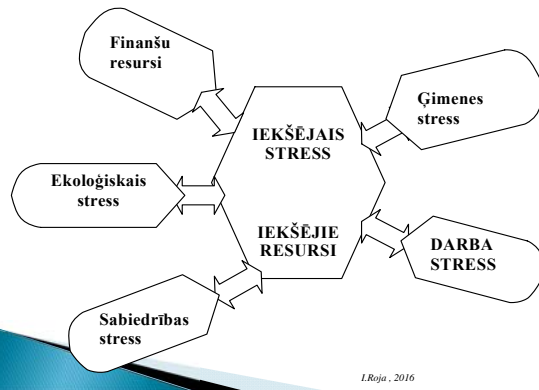 Finanšu
resursi
Ģimenes
stress
IEKŠĒJAIS
STRESS
Ekoloģiskais
stress
IEKŠĒJIE
RESURSI
DARBA
STRESS
Sabiedrības
stress
I.Roja , 2016